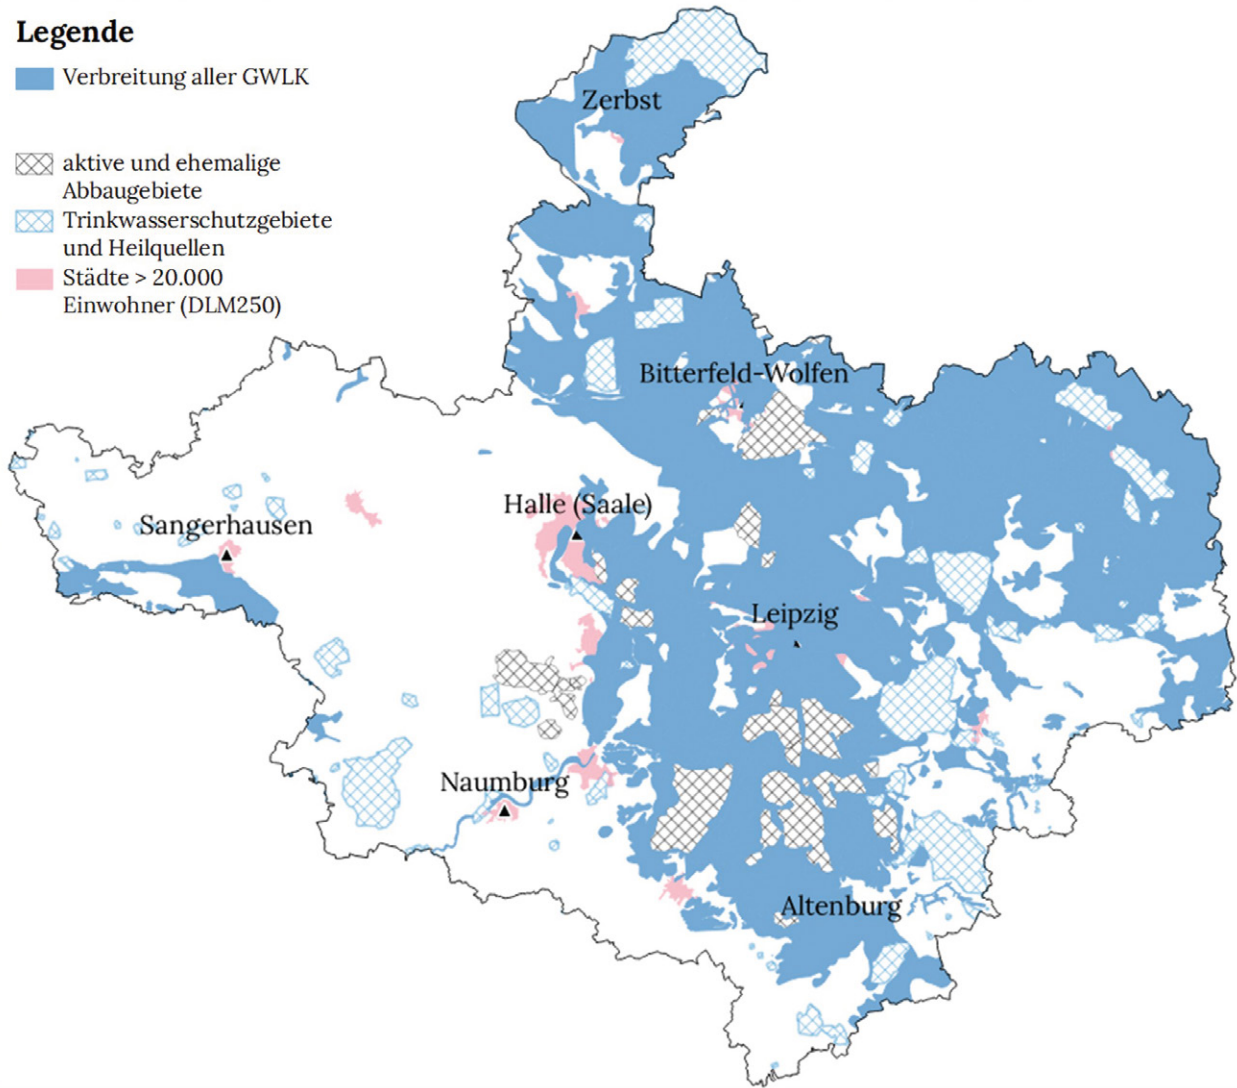 Legende
Verbreitung aller GWLK
aktive und ehemalige
Abbaugebiete
Trinkwasserschutzgebiete
und Heilquellen
Städte > 20.000
Einwohner (DLM250)
Zerbst
Bitterfeld-Wolfen
Halle (Saale)
Sangerhausen
Leipzig
Naumburg
Altenburg